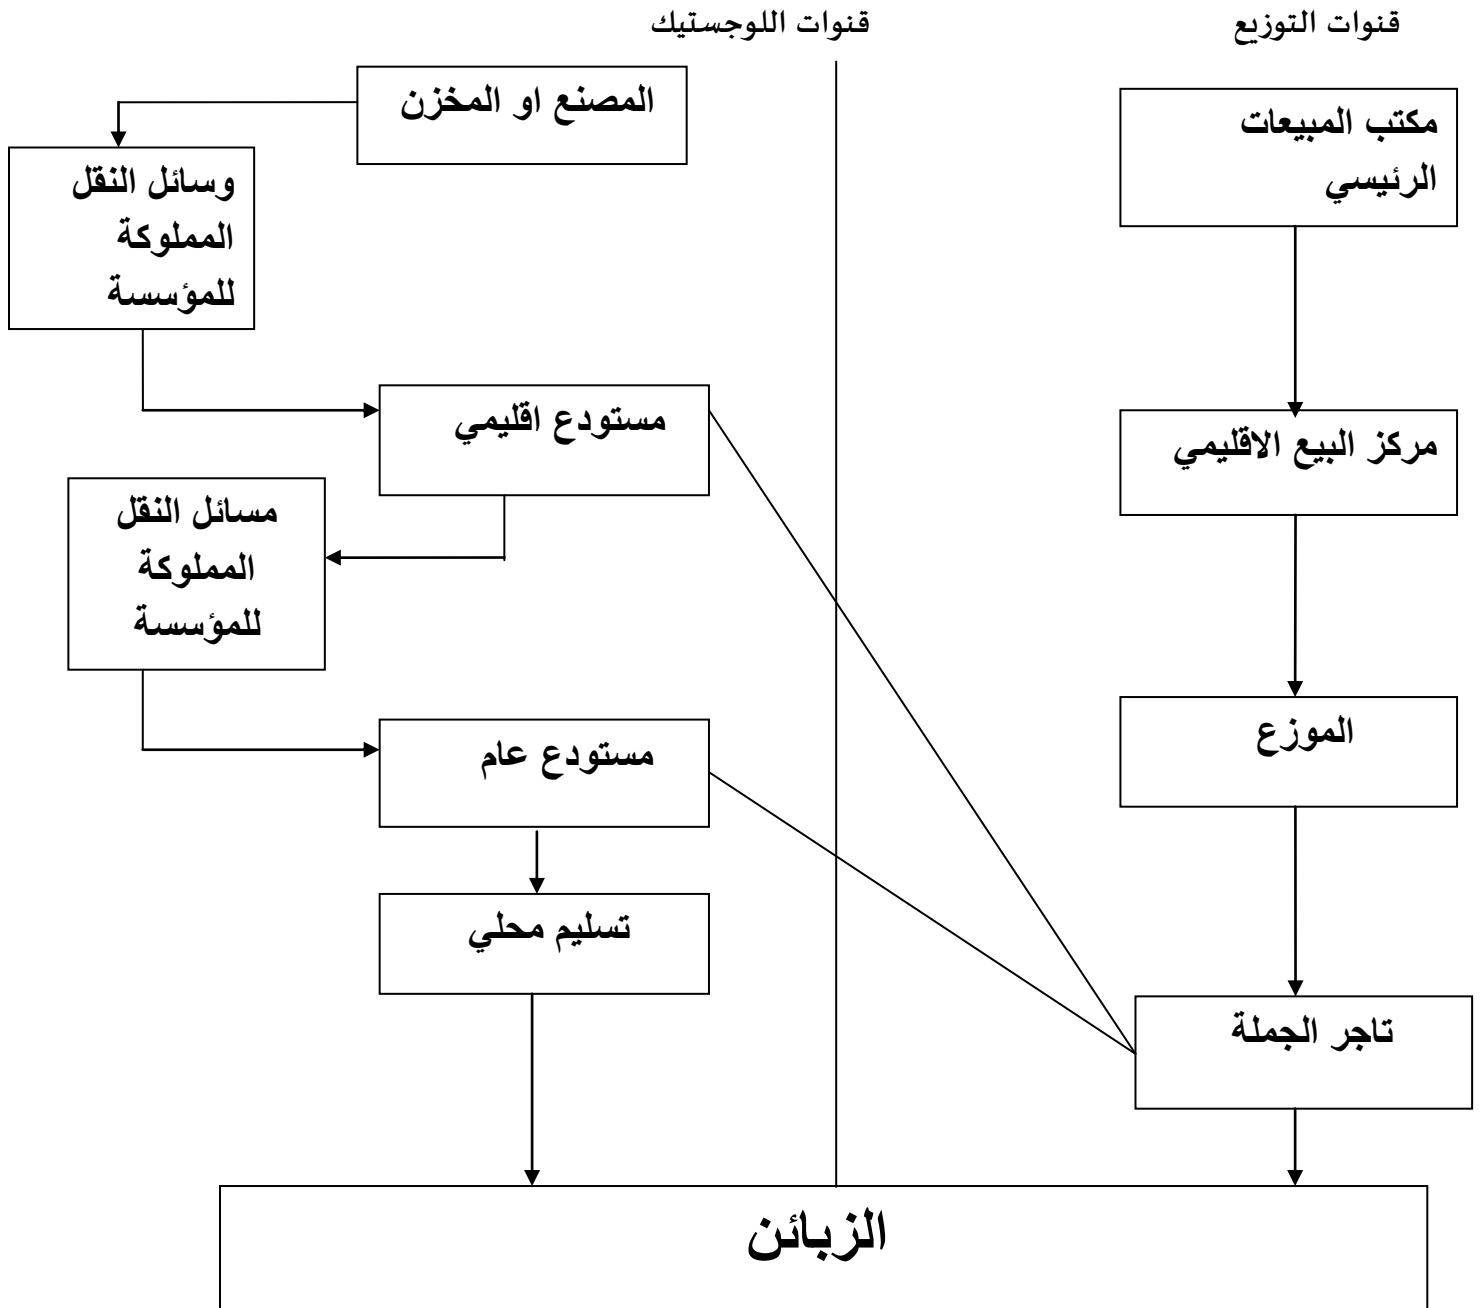 قنوات التوزيع
قنوات اللوجستيك
مكتب المبيعات
الرئيسي
مركز البيع الاقليمي
الموزع
تاجر الجملة
المصنع او المخزن
وسائل النقل
المملوكة
للمؤسسة
مستودع اقليمي
مسائل النقل
المملوكة
للمؤسسة
مستودع عام
تسليم محلي
الزبائن